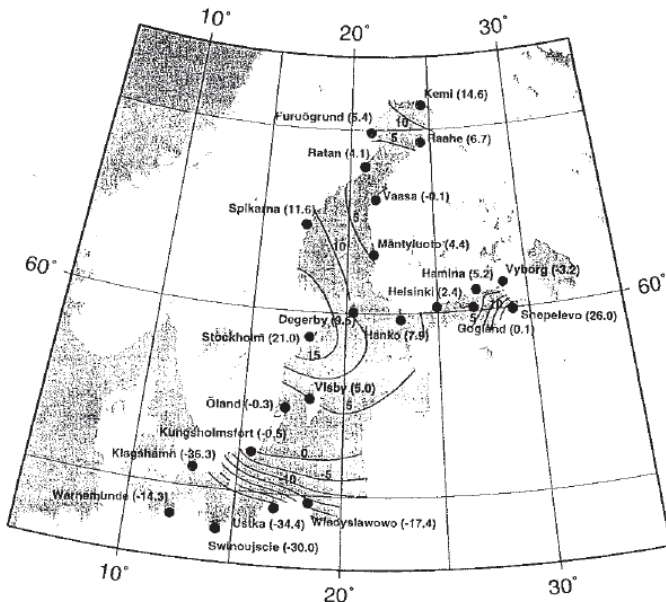 10°
20°
30°
Kemi (14.6)
Furuögrund (5.4)
10
5
Raahe (6.7)
Ratan (4.1)
Vaasa (-0.1)
Spikarna (11.6)
5
10
Mäntyluoto (4.4)
60°
Hamina (5.2)
Vyborg (-3.2)
Helsinki (2.4)
60°
Degerby (9.5)
Shepelevo (26.0)
Hanko (7.9)
5
Gogland (0.1)
Stockholm (21.0)
15
Visby (5.0)
Öland (-0.3)
5
Kungsholmsfort (-0.5)
0
Klagshamn (-36.3)
-5
-10
Warnemunde (-14.3)
Ustka (-34.4)
Wladyslawowo (-17.4)
Swinoujscie (-30.0)
10°
20°
30°